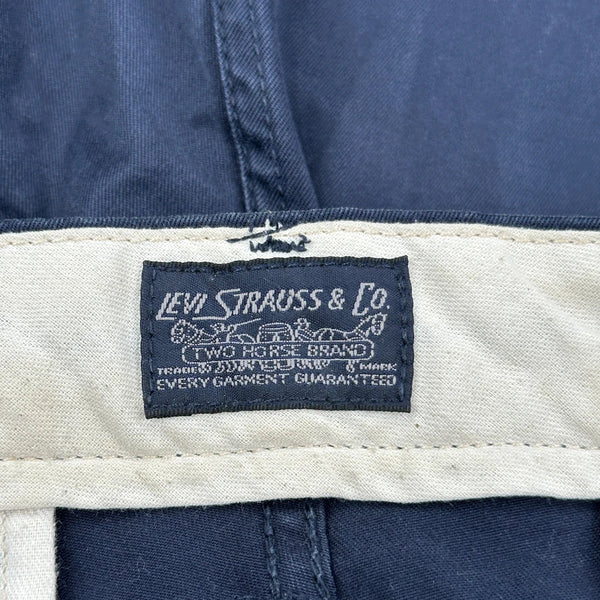 LEVI STRAUSS & CO.
TWO HORSE BRAND
TRADE MARK
EVERY GARMENT GUARANTEED